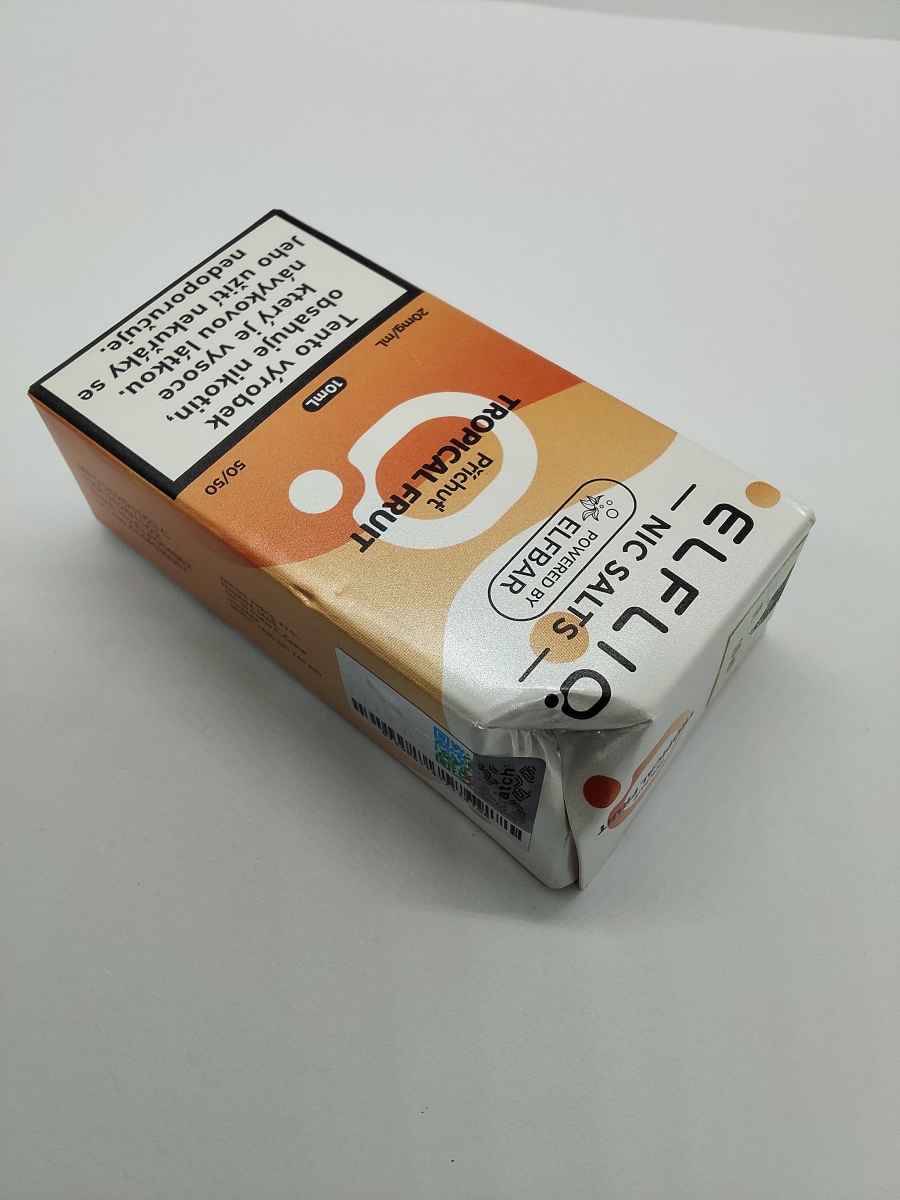 ELFLIQ
NIC SALTS
POWERED BY
ELFBAR
Příchuť
TROPICAL FRUIT
50/50
10mL
20mg/mL
Tento výrobek
obsahuje nikotin,
který je vysoce
návykovou látkou.
Jeho užití nekuřáky se
nedoporučuje.